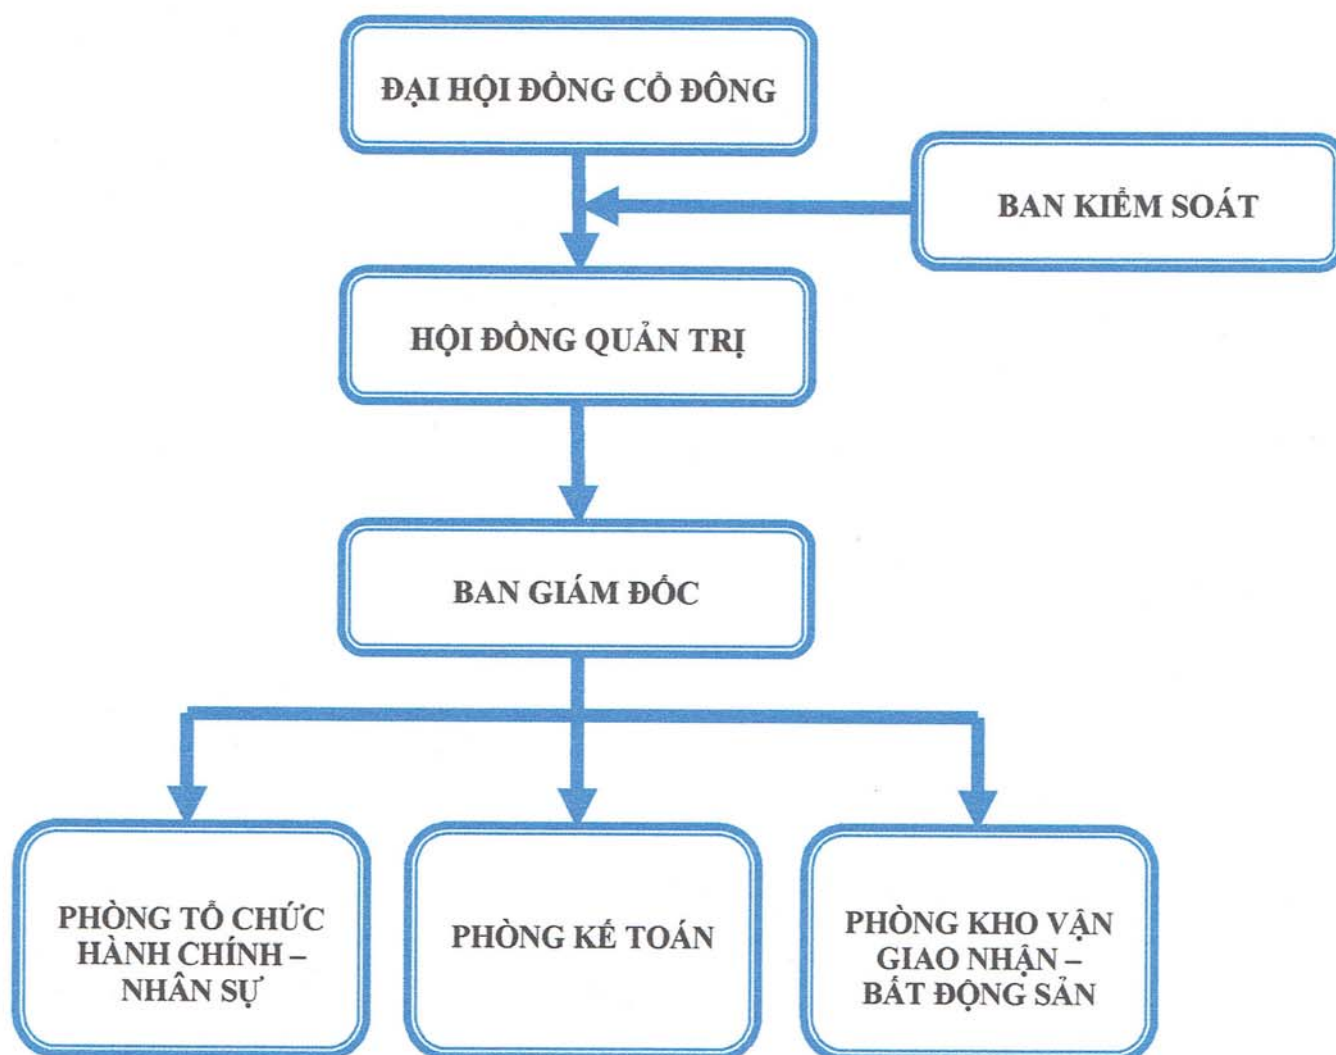 ĐẠI HỘI ĐỒNG CỔ ĐÔNG
BAN KIỂM SOÁT
HỘI ĐỒNG QUẢN TRỊ
BAN GIÁM ĐỐC
PHÒNG TỔ CHỨC
HÀNH CHÍNH –
NHÂN SỰ
PHÒNG KẾ TOÁN
PHÒNG KHO VẬN
GIAO NHẬN –
BẤT ĐỘNG SẢN